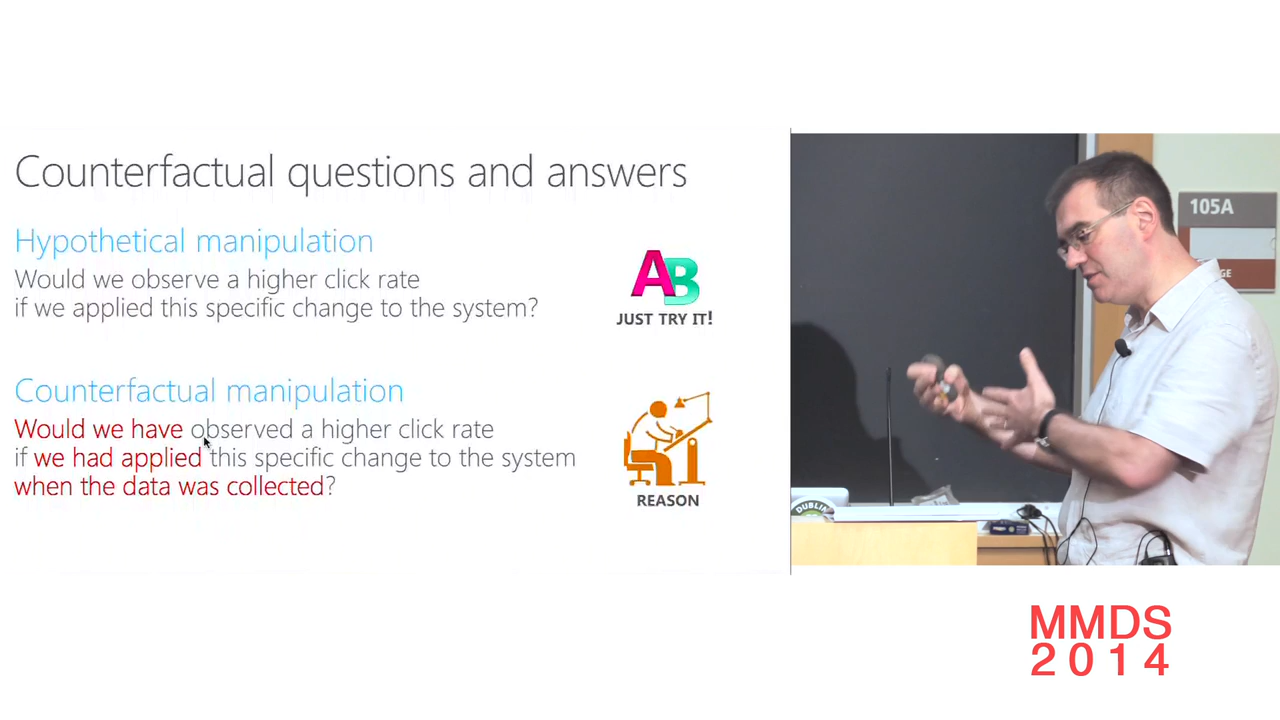 Counterfactual questions and answers
Hypothetical manipulation
Would we observe a higher click rate
if we applied this specific change to the system?
AB
JUST TRY IT!
Counterfactual manipulation
Would we have observed a higher click rate
if we had applied this specific change to the system
when the data was collected?
REASON
105A
DUBLIN
MMDS
2014